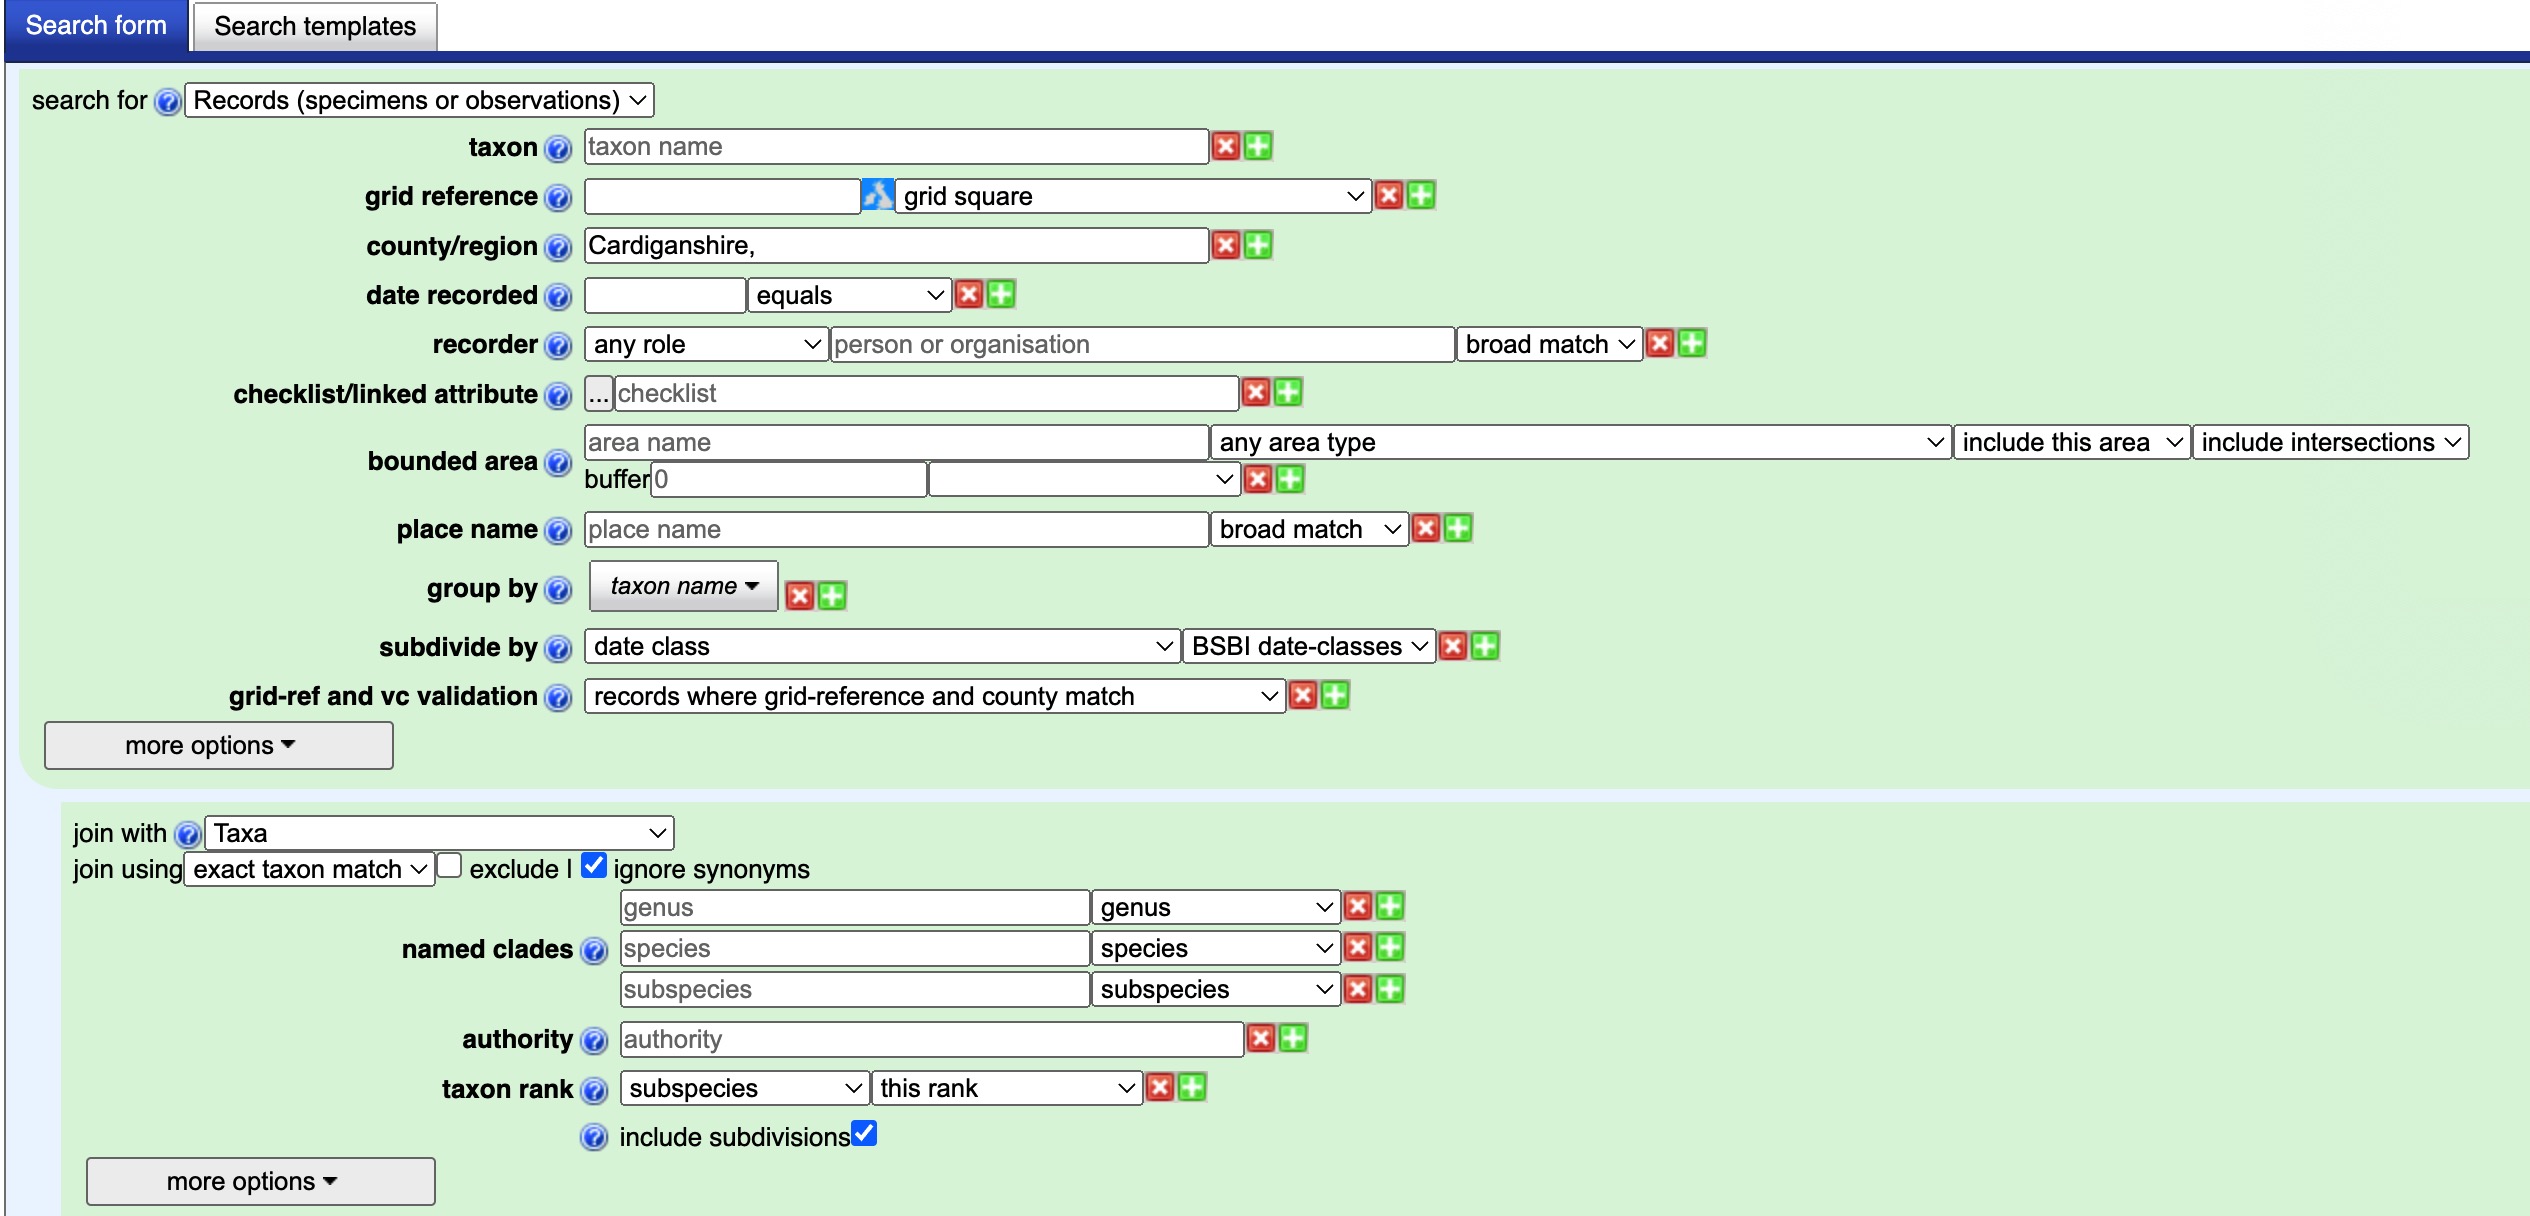 Search form Search templates
search for Records (specimens or observations)
taxon taxon name
grid reference grid square
county/region Cardiganshire,
date recorded equals
recorder any role person or organisation broad match
checklist/linked attribute ... checklist
bounded area area name any area type include this area include intersections
buffer 0
place name place name broad match
group by taxon name
subdivide by date class BSBI date-classes
grid-ref and vc validation records where grid-reference and county match
more options
join with Taxa
join using exact taxon match exclude | ignore synonyms
genus genus
named clades species species
subspecies subspecies
authority authority
taxon rank subspecies this rank
include subdivisions
more options